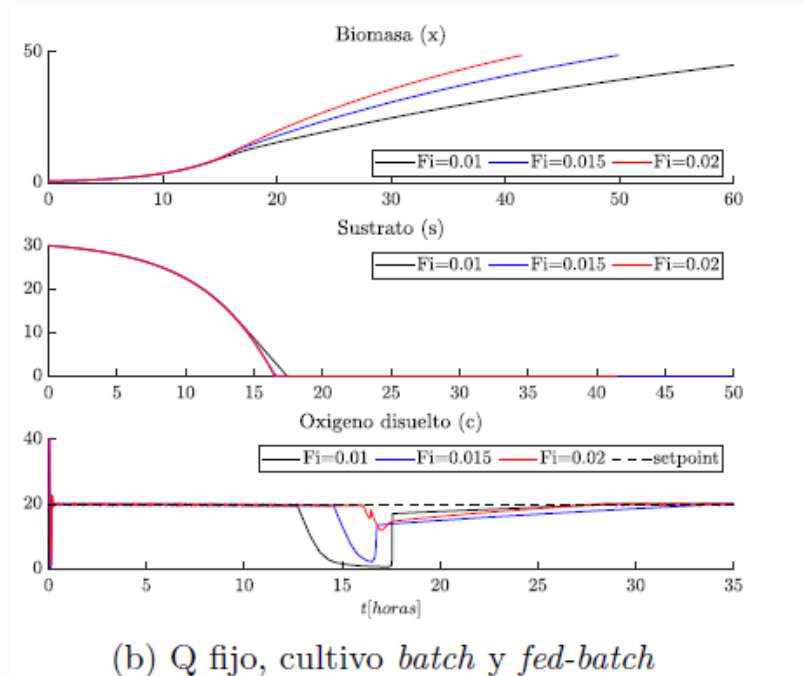 Biomasa (x)
50
0
Fi=0.01 Fi=0.015 Fi=0.02
0 10 20 30 40 50 60
Sustrato (s)
30
20
10
0
Fi=0.01 Fi=0.015 Fi=0.02
0 5 10 15 20 25 30 35 40 45 50
Oxigeno disuelto (c)
40
20
0
Fi=0.01 Fi=0.015 Fi=0.02 setpoint
0 5 10 15 20 25 30 35
t[horas]
(b) Q fijo, cultivo batch y fed-batch